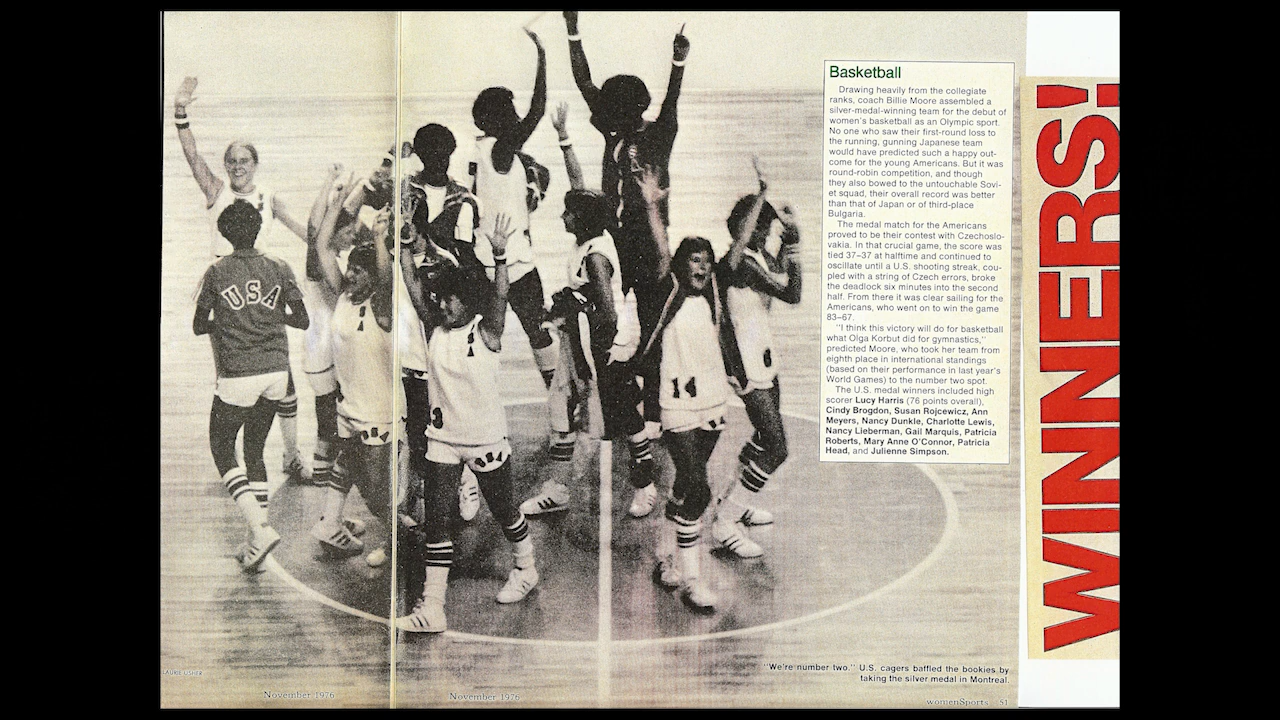 Basketball
Drawing heavily from the collegiate
ranks, coach Billie Moore assembled a
silver-medal-winning team for the debut of
women's basketball as an Olympic sport.
No one who saw their first-round loss to
the running, gunning Japanese team
would have predicted such a happy out-
come for the young Americans. But it was
round-robin competition, and though
they also bowed to the untouchable Sovi-
et squad, their overall record was better
than that of Japan or of third-place
Bulgaria.
The medal match for the Americans
proved to be their contest with Czechoslo-
vakia. In that crucial game, the score was
tied 37–37 at halftime and continued to
oscillate until a U.S. shooting streak, cou-
pled with a string of Czech errors, broke
the deadlock six minutes into the second
half. From there it was clear sailing for the
Americans, who went on to win the game
83–67.
"I think this victory will do for basketball
what Olga Korbut did for gymnastics,"
predicted Moore, who took her team from
eighth place in international standings
(based on their performance in last year's
World Games) to the number two spot.
The U.S. medal winners included high
scorer Lucy Harris (76 points overall),
Cindy Brogdon, Susan Rojcewicz, Ann
Meyers, Nancy Dunkle, Charlotte Lewis,
Nancy Lieberman, Gail Marquis, Patricia
Roberts, Mary Anne O'Connor, Patricia
Head, and Julienne Simpson.
WINNERS!
USA
14
6
USA
"We're number two." U.S. cagers baffled the bookies by
taking the silver medal in Montreal.
LAURIE USHER
November 1976
November 1976
womenSports 51